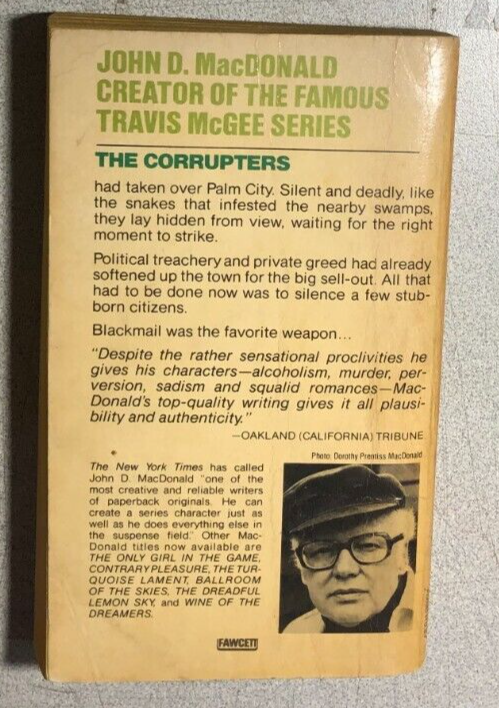 JOHN D. MacDONALD
CREATOR OF THE FAMOUS
TRAVIS McGEE SERIES
THE CORRUPTERS
had taken over Palm City. Silent and deadly, like
the snakes that infested the nearby swamps,
they lay hidden from view, waiting for the right
moment to strike.
Political treachery and private greed had already
softened up the town for the big sell-out. All that
had to be done now was to silence a few stub-
born citizens.
Blackmail was the favorite weapon...
"Despite the rather sensational proclivities he
gives his characters—alcoholism, murder, per-
version, sadism and squalid romances—Mac-
Donald's top-quality writing gives it all plausi-
bility and authenticity."
—OAKLAND (CALIFORNIA) TRIBUNE
Photo: Dorothy Prentiss MacDonald
The New York Times has called
John D. MacDonald "one of the
most creative and reliable writers
of paperback originals. He can
create a series character just as
well as he does everything else in
the suspense field." Other Mac-
Donald titles now available are
THE ONLY GIRL IN THE GAME,
CONTRARY PLEASURE, THE TUR-
QUOISE LAMENT, BALLROOM
OF THE SKIES, THE DREADFUL
LEMON SKY, and WINE OF THE
DREAMERS.
FAWCETT